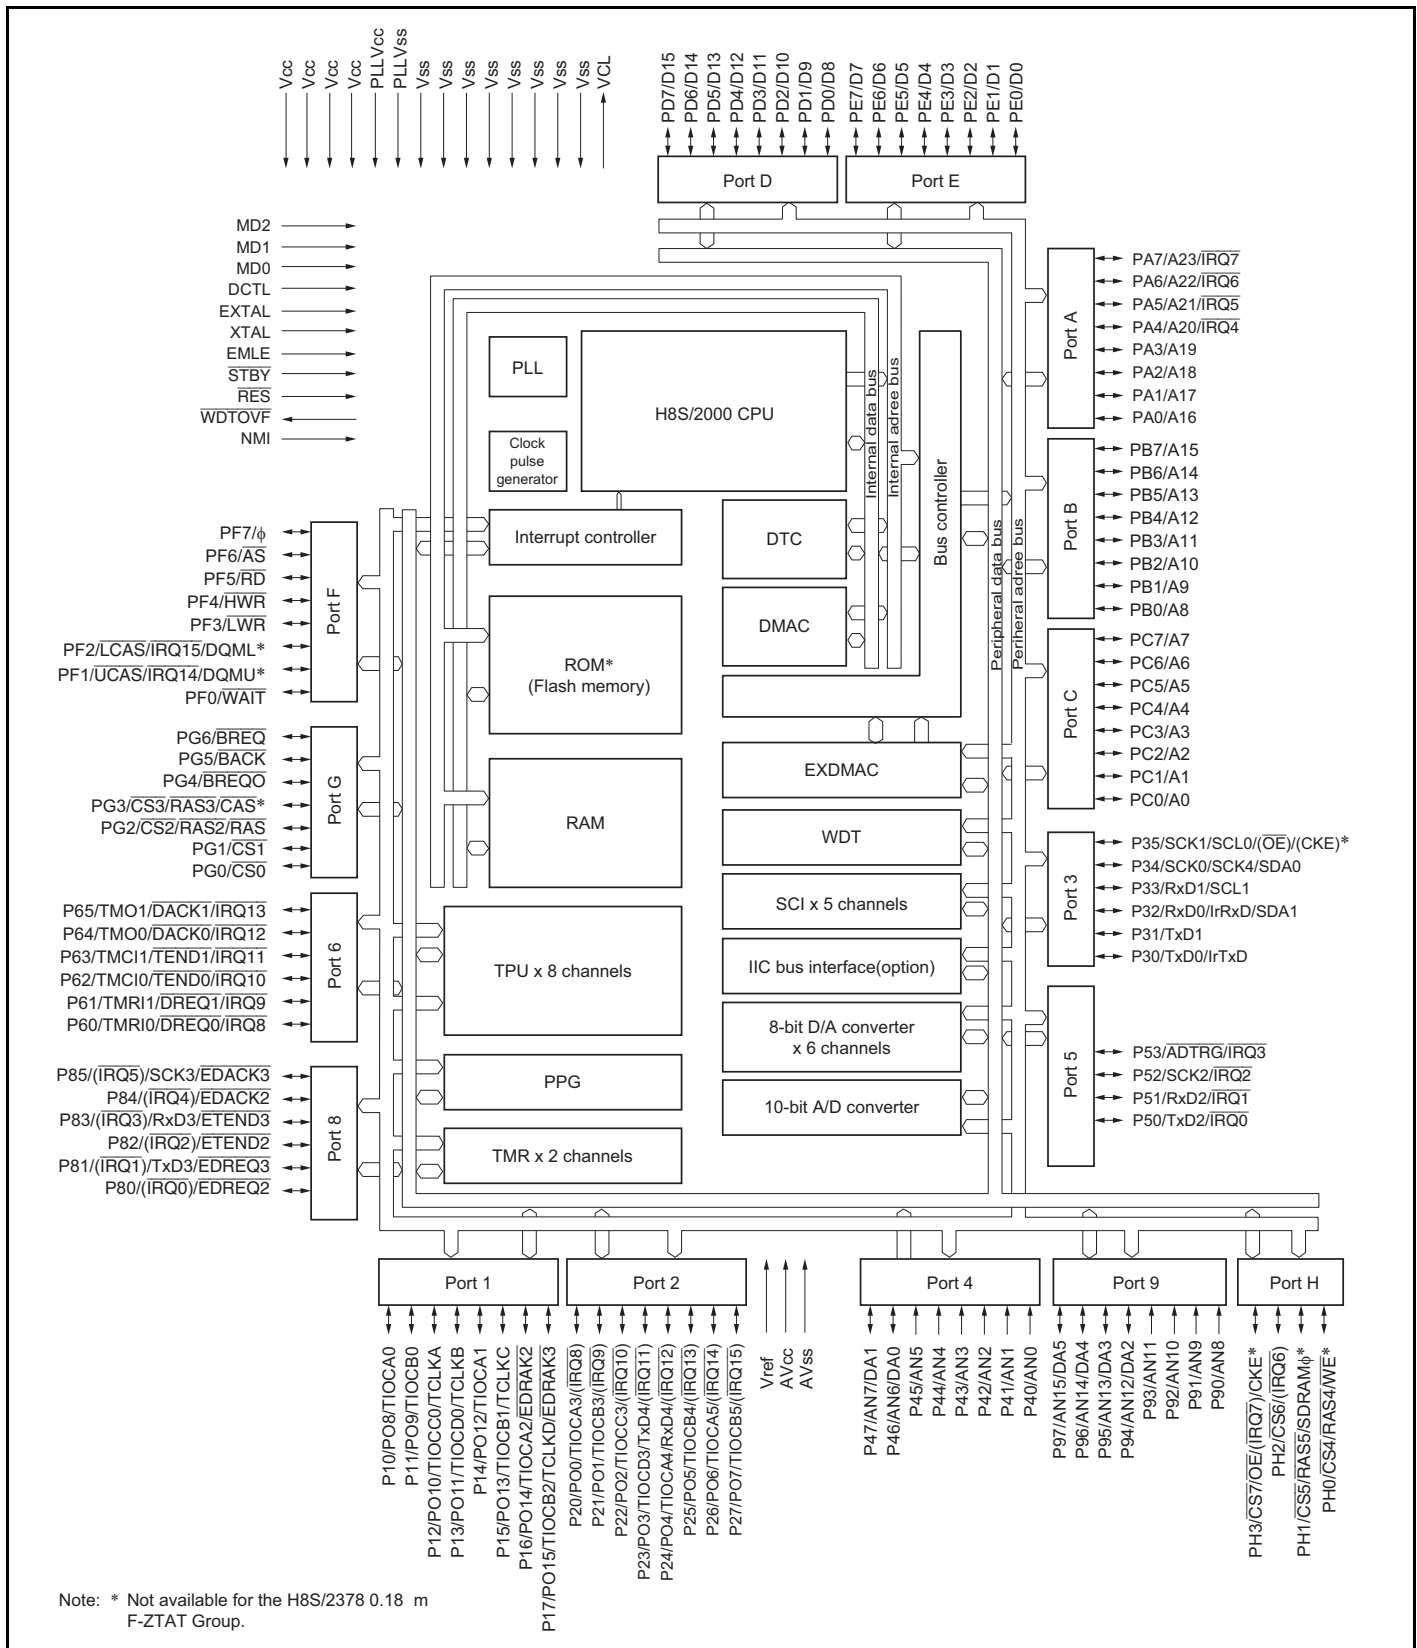 Vcc
Vcc
Vcc
Vcc
PLLVcc
PLLVss
Vss
Vss
Vss
Vss
Vss
Vss
Vss
Vss
VCL
PD7/D15
PD6/D14
PD5/D13
PD4/D12
PD3/D11
PD2/D10
PD1/D9
PD0/D8
PE7/D7
PE6/D6
PE5/D5
PE4/D4
PE3/D3
PE2/D2
PE1/D1
PE0/D0
Port D
Port E
MD2
MD1
MD0
DCTL
EXTAL
XTAL
EMLE
STBY
RES
WDTOVF
NMI
PLL
Clock
pulse
generator
H8S/2000 CPU
Interrupt controller
ROM*
(Flash memory)
RAM
TPU x 8 channels
PPG
TMR x 2 channels
DTC
DMAC
Internal data bus
Internal adree bus
Bus controller
Peripheral data bus
Periheral adree bus
EXDMAC
WDT
SCI x 5 channels
IIC bus interface(option)
8-bit D/A converter
x 6 channels
10-bit A/D converter
Port A
PA7/A23/IRQ7
PA6/A22/IRQ6
PA5/A21/IRQ5
PA4/A20/IRQ4
PA3/A19
PA2/A18
PA1/A17
PA0/A16
Port B
PB7/A15
PB6/A14
PB5/A13
PB4/A12
PB3/A11
PB2/A10
PB1/A9
PB0/A8
Port C
PC7/A7
PC6/A6
PC5/A5
PC4/A4
PC3/A3
PC2/A2
PC1/A1
PC0/A0
Port 3
P35/SCK1/SCL0/(OE)/(CKE)*
P34/SCK0/SCK4/SDA0
P33/RxD1/SCL1
P32/RxD0/IrRxD/SDA1
P31/TxD1
P30/TxD0/IrTxD
Port 5
P53/ADTRG/IRQ3
P52/SCK2/IRQ2
P51/RxD2/IRQ1
P50/TxD2/IRQ0
PF7/ϕ
PF6/AS
PF5/RD
PF4/HWR
PF3/LWR
PF2/LCAS/IRQ15/DQML*
PF1/UCAS/IRQ14/DQMU*
PF0/WAIT
Port F
PG6/BREQ
PG5/BACK
PG4/BREQO
PG3/CS3/RAS3/CAS*
PG2/CS2/RAS2/RAS
PG1/CS1
PG0/CS0
Port G
P65/TMO1/DACK1/IRQ13
P64/TMO0/DACK0/IRQ12
P63/TMCI1/TEND1/IRQ11
P62/TMCI0/TEND0/IRQ10
P61/TMRI1/DREQ1/IRQ9
P60/TMRI0/DREQ0/IRQ8
Port 6
P85/(IRQ5)/SCK3/EDACK3
P84/(IRQ4)/EDACK2
P83/(IRQ3)/RxD3/ETEND3
P82/(IRQ2)/ETEND2
P81/(IRQ1)/TxD3/EDREQ3
P80/(IRQ0)/EDREQ2
Port 8
Port 1
Port 2
Port 4
Port 9
Port H
P10/PO8/TIOCA0
P11/PO9/TIOCB0
P12/PO10/TIOCC0/TCLKA
P13/PO11/TIOCD0/TCLKB
P14/PO12/TIOCA1
P15/PO13/TIOCB1/TCLKC
P16/PO14/TIOCA2/EDRAK2
P17/PO15/TIOCB2/TCLKD/EDRAK3
P20/PO0/TIOCA3/(IRQ8)
P21/PO1/TIOCB3/(IRQ9)
P22/PO2/TIOCC3/(IRQ10)
P23/PO3/TIOCD3/TxD4/(IRQ11)
P24/PO4/TIOCA4/RxD4/(IRQ12)
P25/PO5/TIOCB4/(IRQ13)
P26/PO6/TIOCA5/(IRQ14)
P27/PO7/TIOCB5/(IRQ15)
Vref
AVcc
AVss
P47/AN7/DA1
P46/AN6/DA0
P45/AN5
P44/AN4
P43/AN3
P42/AN2
P41/AN1
P40/AN0
P97/AN15/DA5
P96/AN14/DA4
P95/AN13/DA3
P94/AN12/DA2
P93/AN11
P92/AN10
P91/AN9
P90/AN8
PH3/CS7/OE/(IRQ7)/CKE*
PH2/CS6/(IRQ6)
PH1/CS5/RAS5/SDRAMϕ*
PH0/CS4/RAS4/WE*
Note: * Not available for the H8S/2378 0.18 m
F-ZTAT Group.